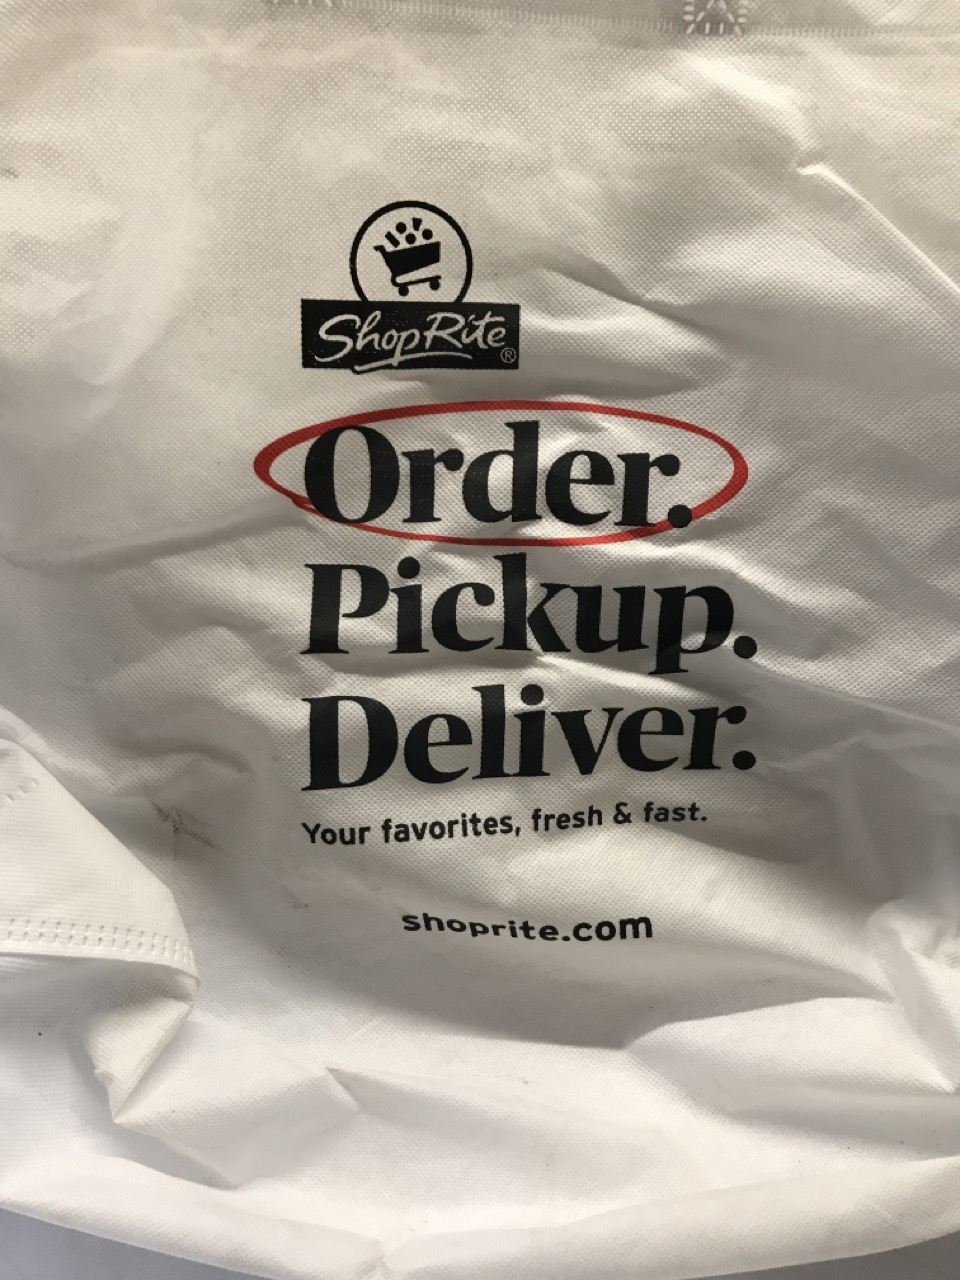 ShopRite®
Order.
Pickup.
Deliver.
Your favorites, fresh & fast.
shoprite.com